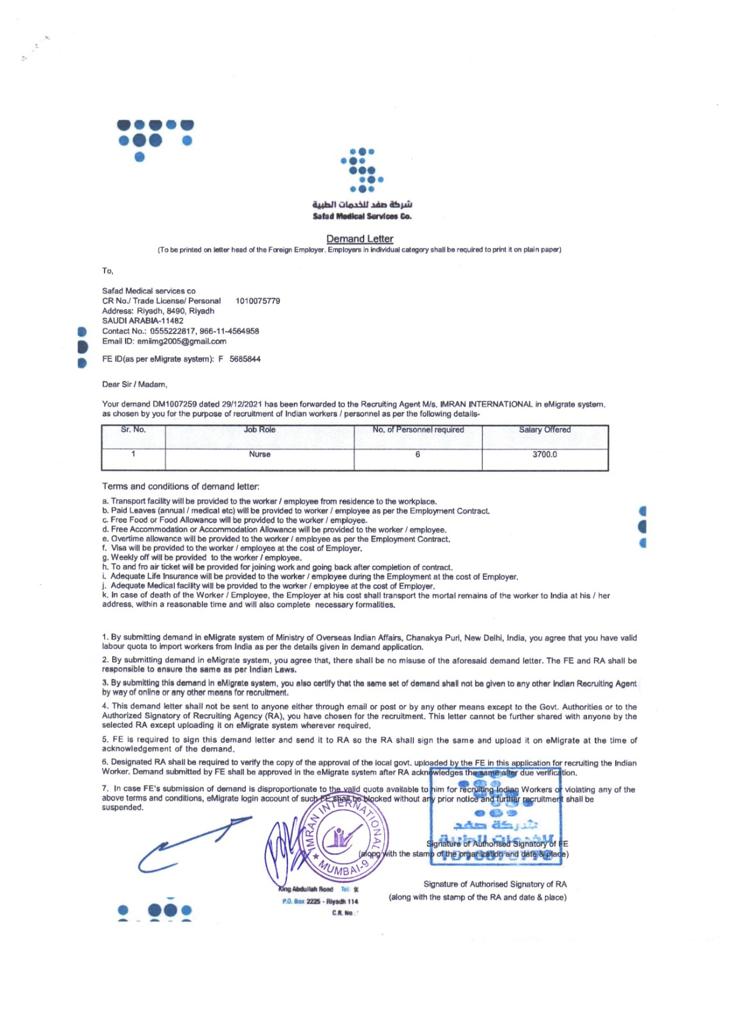 شركة صفد للخدمات الطبية
Safad Medical Services Co.
Demand Letter
(To be printed on letter head of the Foreign Employer. Employers in individual category shall be required to print it on plain paper)
To,
Safad Medical services co
CR No./ Trade License/ Personal 1010075779
Address: Riyadh, 8490, Riyadh
SAUDI ARABIA-11482
Contact No.: 0555222817, 966-11-4564958
Email ID: emiimg2005@gmail.com
FE ID(as per eMigrate system): F 5685844
Dear Sir / Madam,
Your demand DM1007259 dated 29/12/2021 has been forwarded to the Recruiting Agent M/s. IMRAN INTERNATIONAL in eMigrate system,
as chosen by you for the purpose of recruitment of Indian workers / personnel as per the following details-
Sr. No. Job Role No. of Personnel required Salary Offered
1 Nurse 6 3700.0
Terms and conditions of demand letter:
a. Transport facility will be provided to the worker / employee from residence to the workplace.
b. Paid Leaves (annual / medical etc) will be provided to worker / employee as per the Employment Contract.
c. Free Food or Food Allowance will be provided to the worker / employee.
d. Free Accommodation or Accommodation Allowance will be provided to the worker / employee.
e. Overtime allowance will be provided to the worker / employee as per the Employment Contract.
f. Visa will be provided to the worker / employee at the cost of Employer.
g. Weekly off will be provided to the worker / employee.
h. To and fro air ticket will be provided for joining work and going back after completion of contract.
i. Adequate Life Insurance will be provided to the worker / employee during the Employment at the cost of Employer.
j. Adequate Medical facility will be provided to the worker / employee at the cost of Employer.
k. In case of death of the Worker / Employee, the Employer at his cost shall transport the mortal remains of the worker to India at his / her
address, within a reasonable time and will also complete necessary formalities.
1. By submitting demand in eMigrate system of Ministry of Overseas Indian Affairs, Chanakya Puri, New Delhi, India, you agree that you have valid
labour quota to import workers from India as per the details given in demand application.
2. By submitting demand in eMigrate system, you agree that, there shall be no misuse of the aforesaid demand letter. The FE and RA shall be
responsible to ensure the same as per Indian Laws.
3. By submitting this demand in eMigrate system, you also certify that the same set of demand shall not be given to any other Indian Recruiting Agent
by way of online or any other means for recruitment.
4. This demand letter shall not be sent to anyone either through email or post or by any other means except to the Govt. Authorities or to the
Authorized Signatory of Recruiting Agency (RA), you have chosen for the recruitment. This letter cannot be further shared with anyone by the
selected RA except uploading it on eMigrate system wherever required.
5. FE is required to sign this demand letter and send it to RA so the RA shall sign the same and upload it on eMigrate at the time of
acknowledgement of the demand.
6. Designated RA shall be required to verify the copy of the approval of the local govt. uploaded by the FE in this application for recruiting the Indian
Worker. Demand submitted by FE shall be approved in the eMigrate system after RA acknowledges the same after due verification.
7. In case FE's submission of demand is disproportionate to the valid quota available to him for recruiting Indian Workers or violating any of the
above terms and conditions, eMigrate login account of such FE shall be blocked without any prior notice and further recruitment shall be
suspended.
IMRAN INTERNATIONAL
MUMBAI-9
شركة صفد
للخدمات الطبية
Signature of Authorised Signatory of FE
(along with the stamp of the organization and date & place)
King Abdullah Road Tel:
P.O. Box 2225 - Riyadh 114
C.R. No.
Signature of Authorised Signatory of RA
(along with the stamp of the RA and date & place)